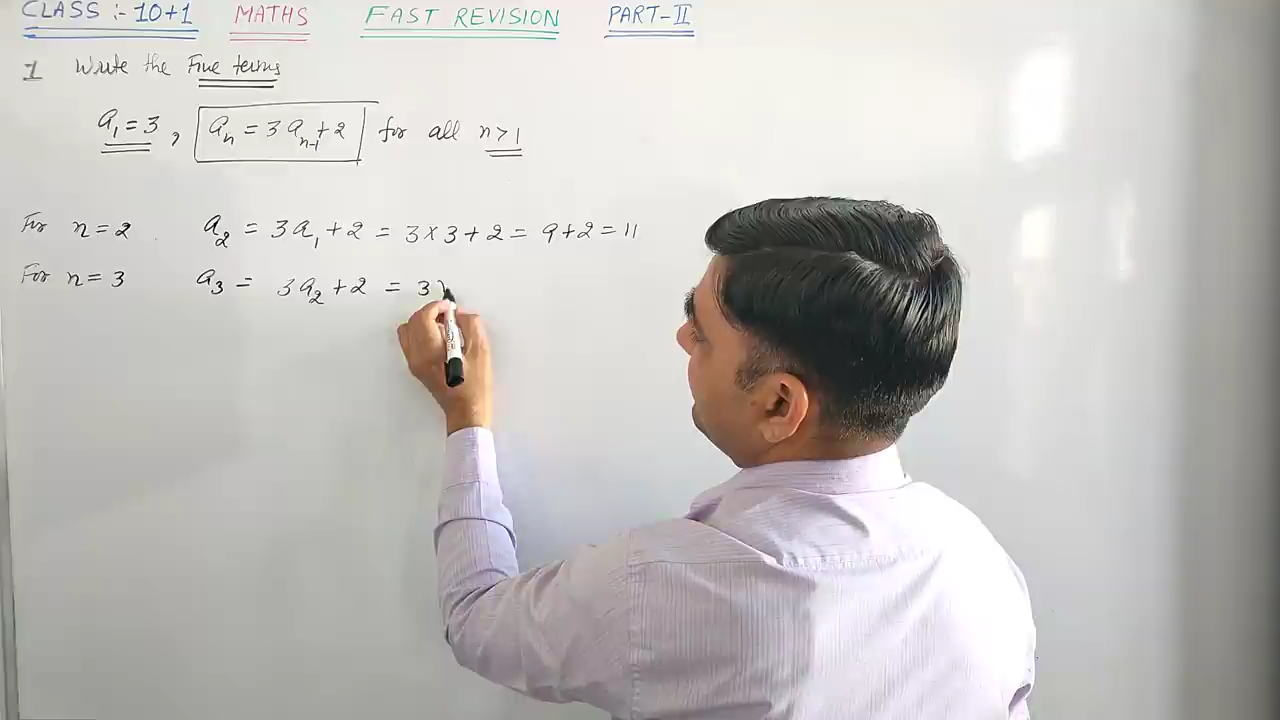 CLASS :- 10+1 MATHS FAST REVISION PART-II
1 Write the Five terms
a₁ = 3 , aₙ = 3aₙ₋₁ + 2 for all n > 1
For n = 2 a₂ = 3a₁ + 2 = 3 × 3 + 2 = 9 + 2 = 11
For n = 3 a₃ = 3a₂ + 2 = 3